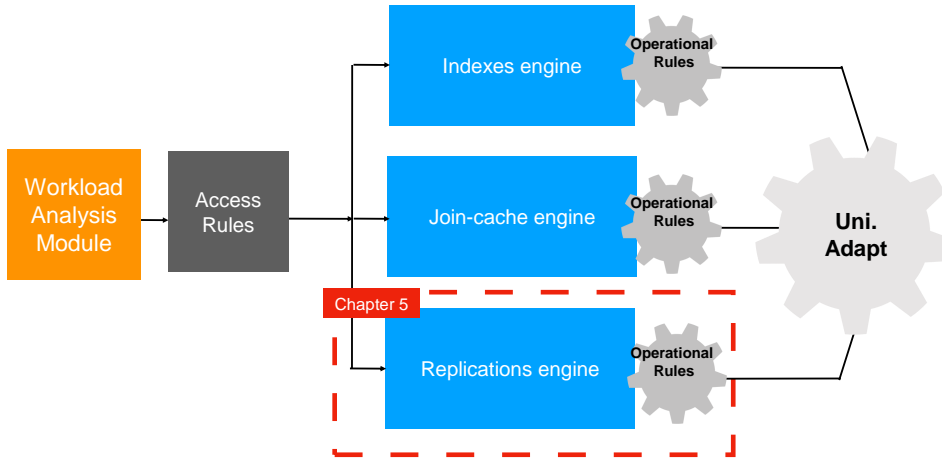 Workload
Analysis
Module
Access
Rules
Indexes engine
Operational
Rules
Join-cache engine
Operational
Rules
Chapter 5
Replications engine
Operational
Rules
Uni.
Adapt